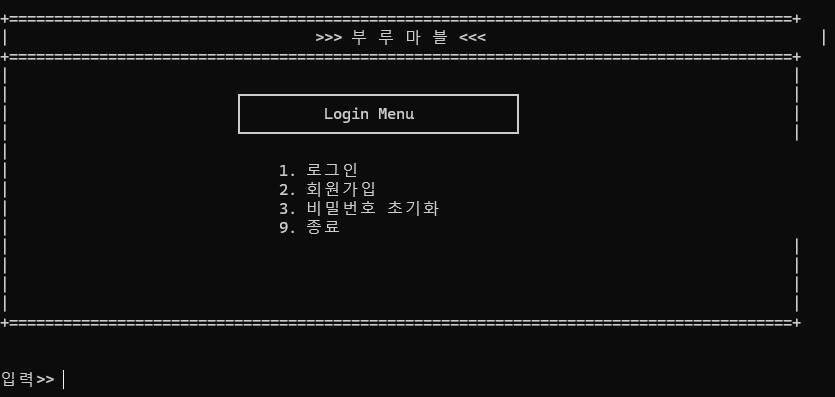 >>> 부 루 마 블 <<<
Login Menu
1. 로그인
2. 회원가입
3. 비밀번호 초기화
9. 종료
입력>>